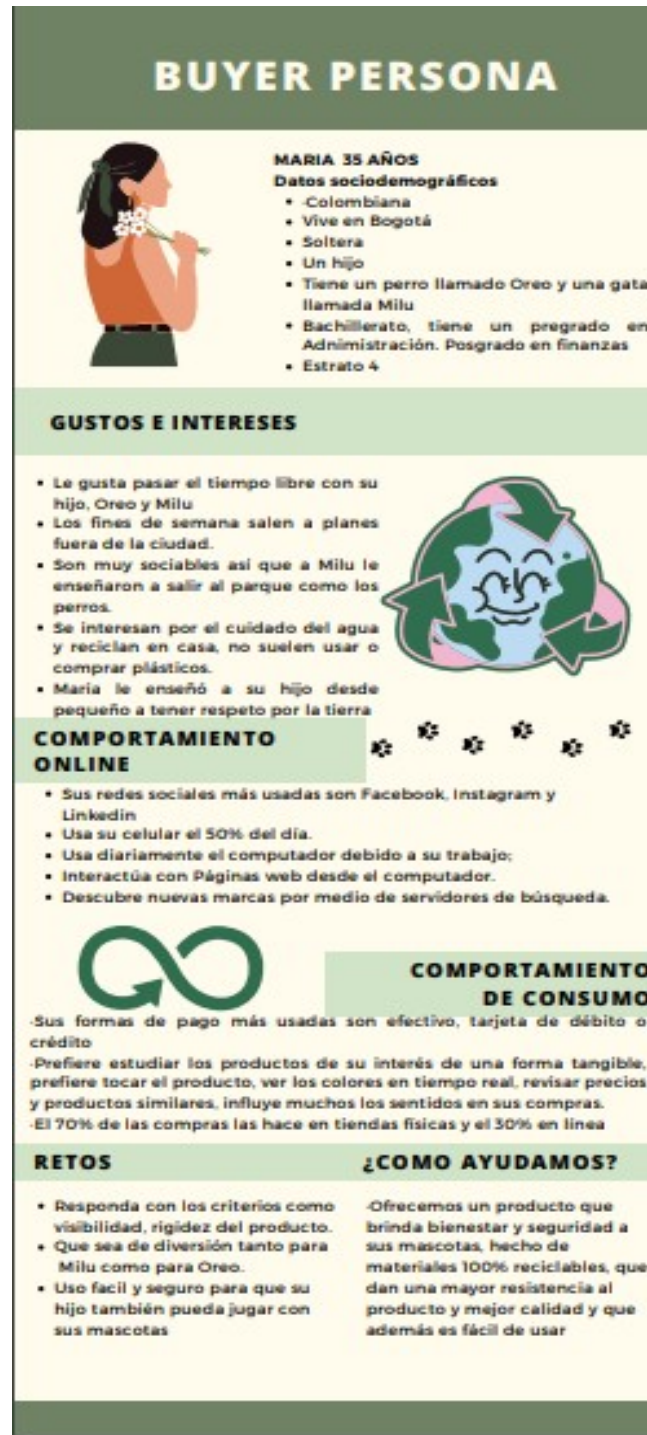 BUYER PERSONA
MARIA 35 AÑOS
Datos sociodemográficos
• -Colombiana
• Vive en Bogotá
• Soltera
• Un hijo
• Tiene un perro llamado Oreo y una gata
llamada Milu
• Bachillerato, tiene un pregrado en
Adnimistración. Posgrado en finanzas
• Estrato 4
GUSTOS E INTERESES
• Le gusta pasar el tiempo libre con su
hijo, Oreo y Milu
• Los fines de semana salen a planes
fuera de la ciudad.
• Son muy sociables asi que a Milu le
enseñaron a salir al parque como los
perros.
• Se interesan por el cuidado del agua
y reciclan en casa, no suelen usar o
comprar plásticos.
• Maria le enseñó a su hijo desde
pequeño a tener respeto por la tierra
COMPORTAMIENTO
ONLINE
• Sus redes sociales más usadas son Facebook, Instagram y
Linkedin
• Usa su celular el 50% del día.
• Usa diariamente el computador debido a su trabajo;
• Interactúa con Páginas web desde el computador.
• Descubre nuevas marcas por medio de servidores de búsqueda.
COMPORTAMIENTO
DE CONSUMO
-Sus formas de pago más usadas son efectivo, tarjeta de débito o
crédito
-Prefiere estudiar los productos de su interés de una forma tangible,
prefiere tocar el producto, ver los colores en tiempo real, revisar precios
y productos similares, influye muchos los sentidos en sus compras.
-El 70% de las compras las hace en tiendas físicas y el 30% en linea
RETOS
• Responda con los criterios como
visibilidad, rigidez del producto.
• Que sea de diversión tanto para
Milu como para Oreo.
• Uso facil y seguro para que su
hijo también pueda jugar con
sus mascotas
¿COMO AYUDAMOS?
-Ofrecemos un producto que
brinda bienestar y seguridad a
sus mascotas, hecho de
materiales 100% reciclables, que
dan una mayor resistencia al
producto y mejor calidad y que
además es fácil de usar